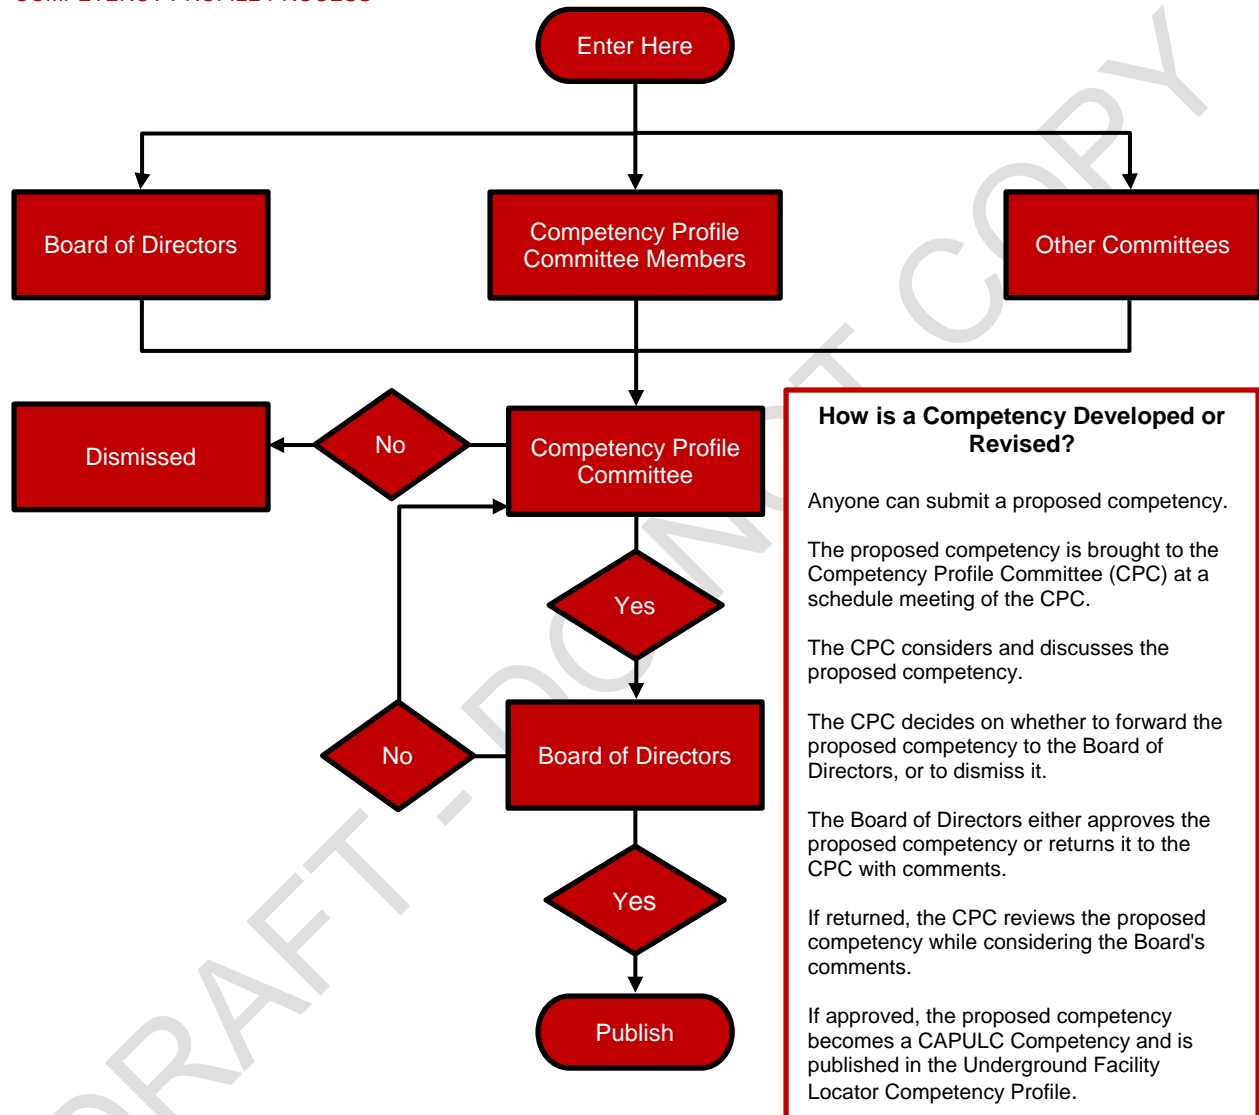 COMPETENCY PROFILE PROCESS
Enter Here
Board of Directors
Competency Profile
Committee Members
Other Committees
Dismissed
No
Competency Profile
Committee
Yes
No
Board of Directors
Yes
Publish
How is a Competency Developed or
Revised?
Anyone can submit a proposed competency.
The proposed competency is brought to the
Competency Profile Committee (CPC) at a
schedule meeting of the CPC.
The CPC considers and discusses the
proposed competency.
The CPC decides on whether to forward the
proposed competency to the Board of
Directors, or to dismiss it.
The Board of Directors either approves the
proposed competency or returns it to the
CPC with comments.
If returned, the CPC reviews the proposed
competency while considering the Board's
comments.
If approved, the proposed competency
becomes a CAPULC Competency and is
published in the Underground Facility
Locator Competency Profile.
DRAFT - DO NOT COPY